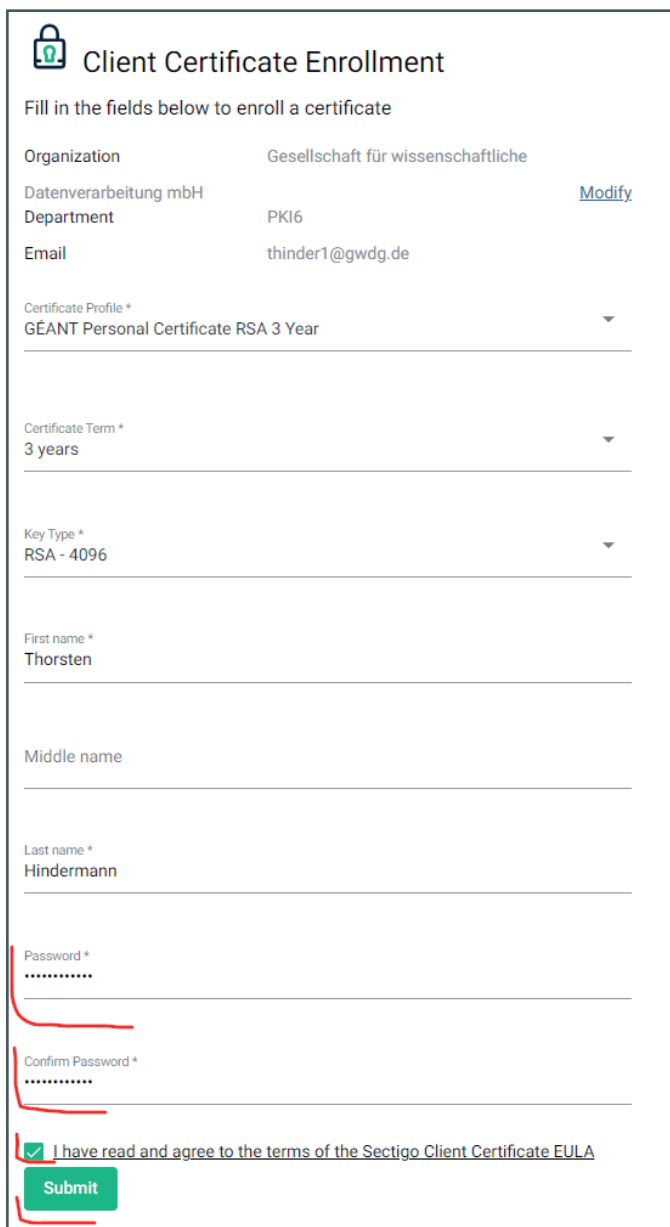 Client Certificate Enrollment
Fill in the fields below to enroll a certificate
Organization Gesellschaft für wissenschaftliche
Datenverarbeitung mbH Modify
Department PKI6
Email thinder1@gwdg.de
Certificate Profile *
GÉANT Personal Certificate RSA 3 Year
Certificate Term *
3 years
Key Type *
RSA - 4096
First name *
Thorsten
Middle name
Last name *
Hindermann
Password *
••••••••••••
Confirm Password *
••••••••••••
I have read and agree to the terms of the Sectigo Client Certificate EULA
Submit